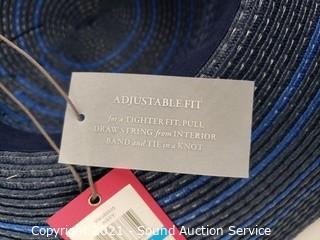 ADJUSTABLE FIT
for a TIGHTER FIT, PULL
DRAW STRING from INTERIOR
BAND and TIE in a KNOT
Copyright 2021 - Sound Auction Service